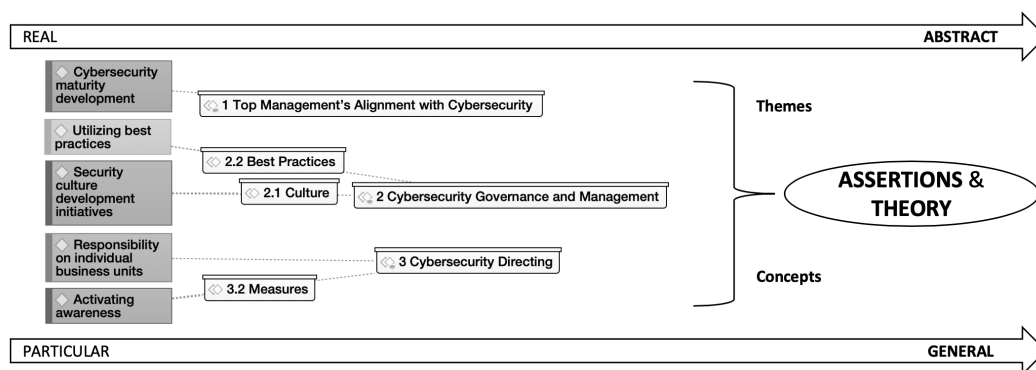 REAL ABSTRACT
Cybersecurity
maturity
development
1 Top Management's Alignment with Cybersecurity
Utilizing best
practices
2.2 Best Practices
Security
culture
development
initiatives
2.1 Culture
2 Cybersecurity Governance and Management
Responsibility
on individual
business units
3 Cybersecurity Directing
Activating
awareness
3.2 Measures
Themes
Concepts
ASSERTIONS &
THEORY
PARTICULAR GENERAL